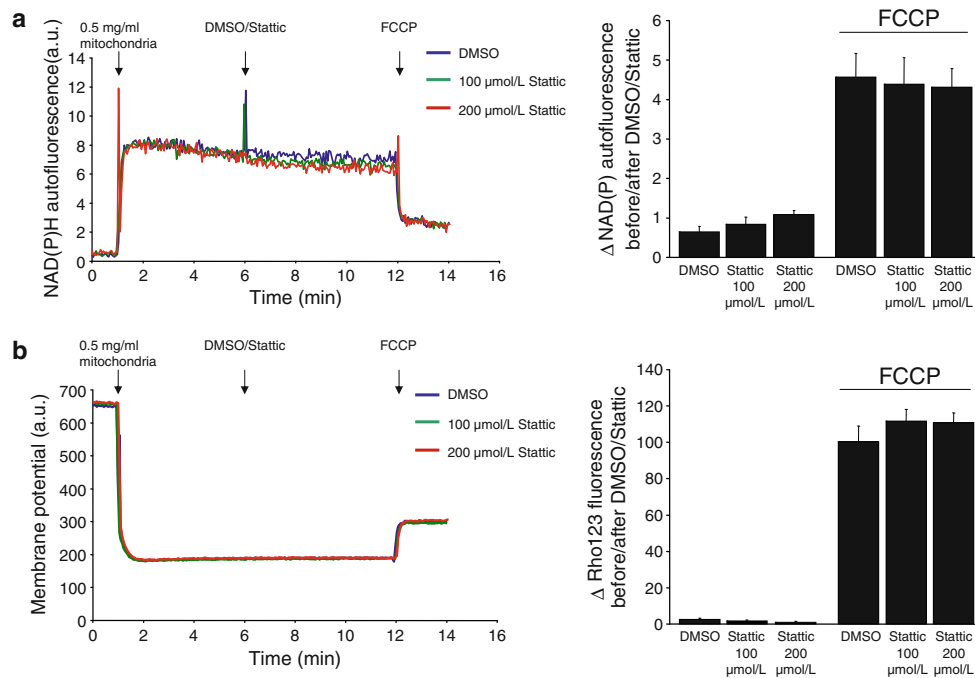 a
0.5 mg/ml
mitochondria
DMSO/Stattic
FCCP
DMSO
100 µmol/L Stattic
200 µmol/L Stattic
NAD(P)H autofluorescence(a.u.)
14
12
10
8
6
4
2
0
0 2 4 6 8 10 12 14 16
Time (min)
FCCP
Δ NAD(P) autofluorescence
before/after DMSO/Stattic
6
5
4
3
2
1
0
DMSO Stattic 100 µmol/L Stattic 200 µmol/L DMSO Stattic 100 µmol/L Stattic 200 µmol/L
b
0.5 mg/ml
mitochondria
DMSO/Stattic
FCCP
DMSO
100 µmol/L Stattic
200 µmol/L Stattic
Membrane potential (a.u.)
700
600
500
400
300
200
100
0
0 2 4 6 8 10 12 14 16
Time (min)
FCCP
Δ Rho123 fluorescence
before/after DMSO/Stattic
140
120
100
80
60
40
20
0
DMSO Stattic 100 µmol/L Stattic 200 µmol/L DMSO Stattic 100 µmol/L Stattic 200 µmol/L